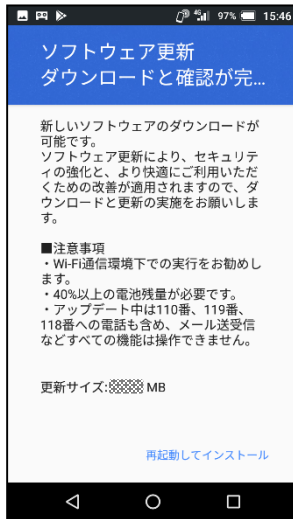 4G 97% 15:46
ソフトウェア更新
ダウンロードと確認が完...
新しいソフトウェアのダウンロードが
可能です。
ソフトウェア更新により、セキュリテ
ィの強化と、より快適にご利用いただ
くための改善が適用されますので、ダ
ウンロードと更新の実施をお願いしま
す。
■注意事項
・Wi-Fi通信環境下での実行をお勧めし
ます。
・40%以上の電池残量が必要です。
・アップデート中は110番、119番、
118番への電話も含め、メール送受信
などすべての機能は操作できません。
更新サイズ: MB
再起動してインストール